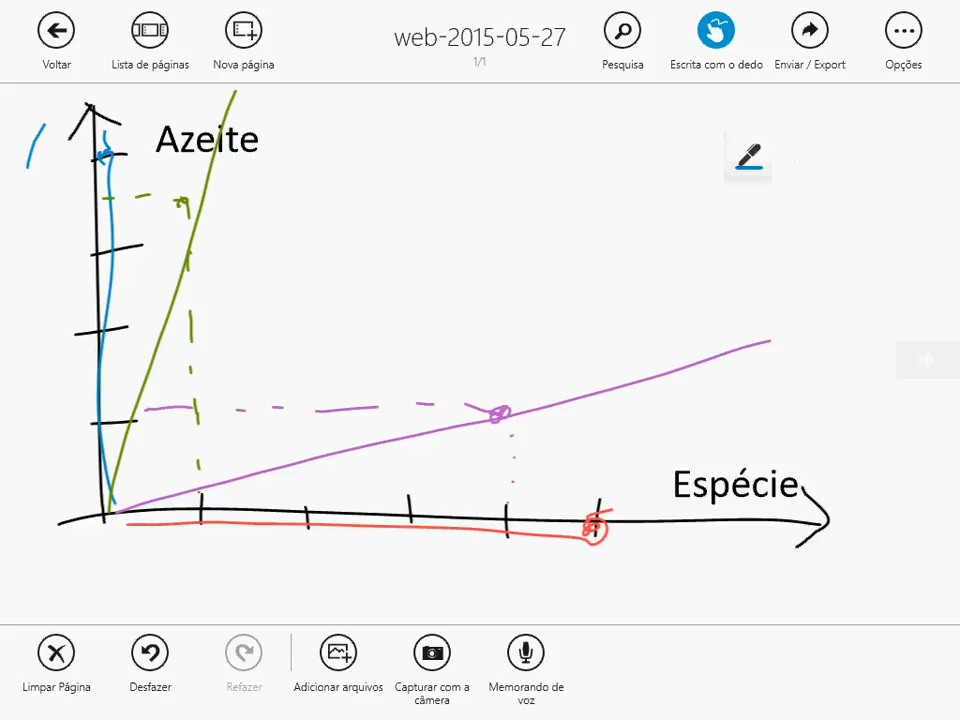 Voltar
Lista de páginas
Nova página
web-2015-05-27
1/1
Pesquisa
Escrita com o dedo
Enviar / Export
Opções
Azeite
Espécie
Limpar Página
Desfazer
Refazer
Adicionar arquivos
Capturar com a
câmera
Memorando de
voz